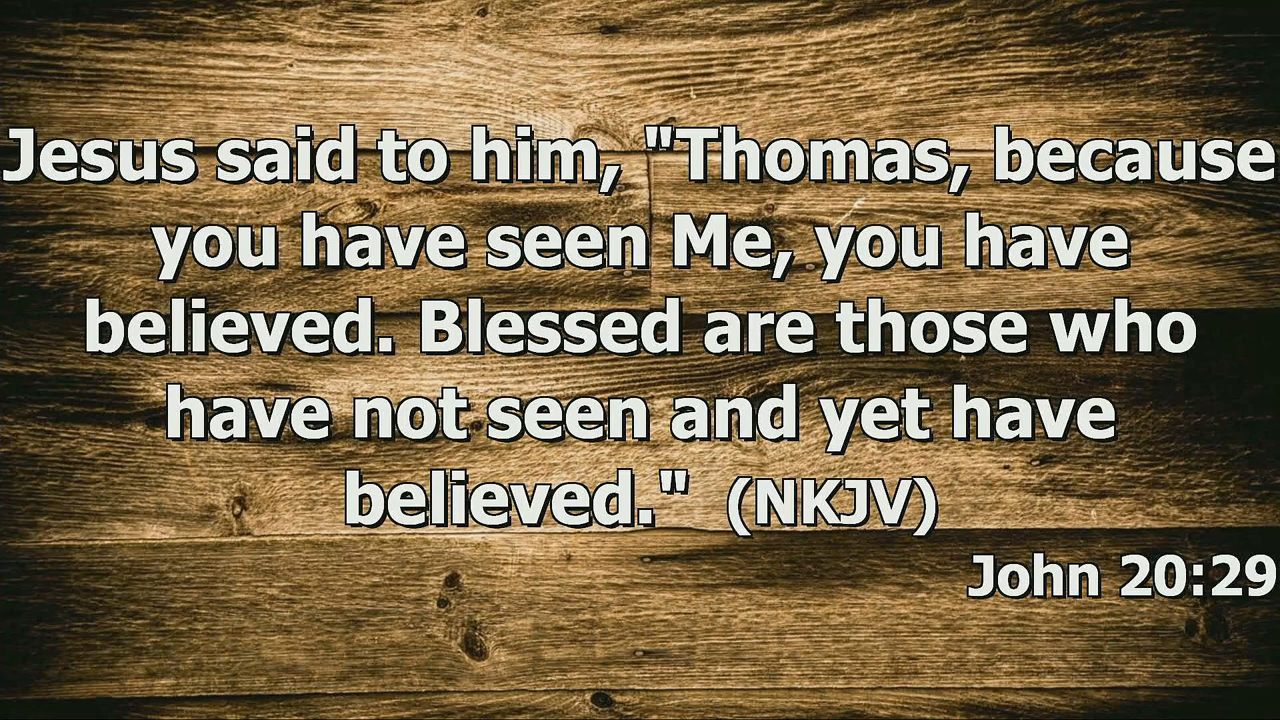 Jesus said to him, "Thomas, because
you have seen Me, you have
believed. Blessed are those who
have not seen and yet have
believed." (NKJV)
John 20:29